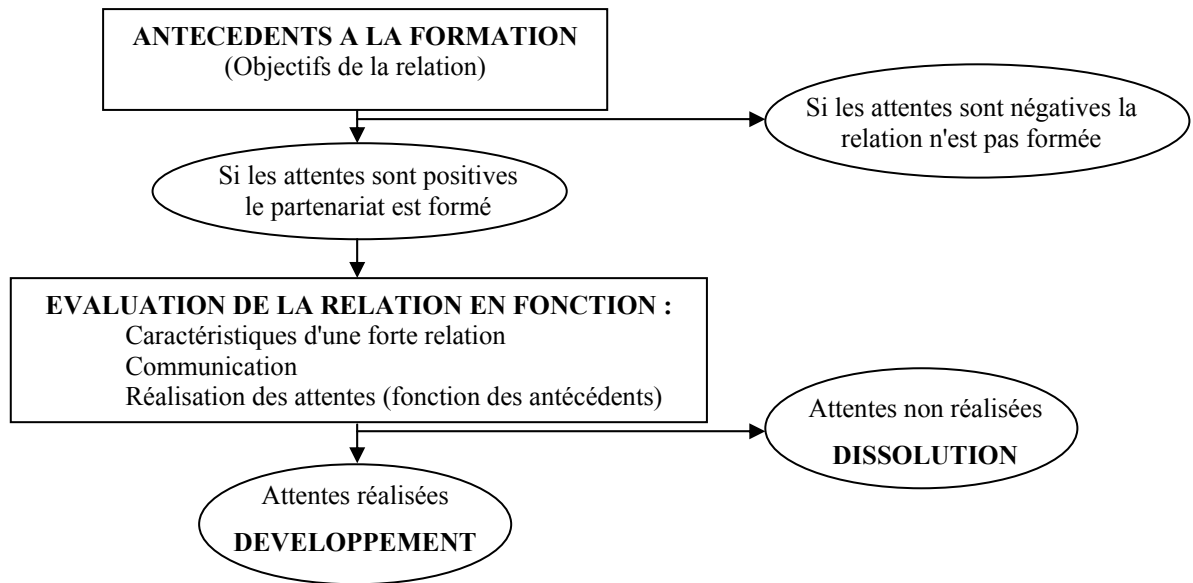 ANTECEDENTS A LA FORMATION
(Objectifs de la relation)
Si les attentes sont négatives la
relation n'est pas formée
Si les attentes sont positives
le partenariat est formé
EVALUATION DE LA RELATION EN FONCTION :
Caractéristiques d'une forte relation
Communication
Réalisation des attentes (fonction des antécédents)
Attentes non réalisées
DISSOLUTION
Attentes réalisées
DEVELOPPEMENT